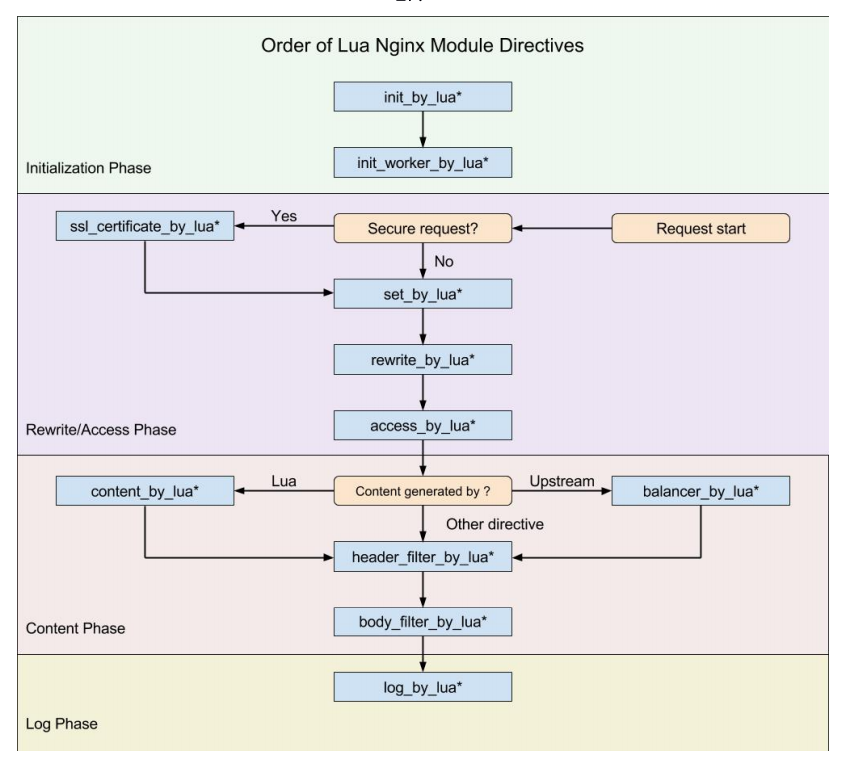 Order of Lua Nginx Module Directives
init_by_lua*
init_worker_by_lua*
Initialization Phase
ssl_certificate_by_lua*
Yes
Secure request?
Request start
No
set_by_lua*
rewrite_by_lua*
access_by_lua*
Rewrite/Access Phase
content_by_lua*
Lua
Content generated by ?
Upstream
balancer_by_lua*
Other directive
header_filter_by_lua*
body_filter_by_lua*
Content Phase
log_by_lua*
Log Phase